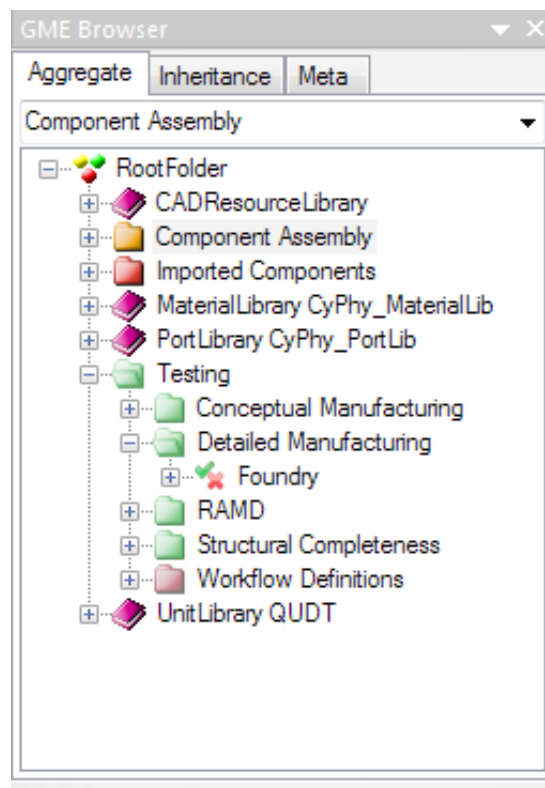 GME Browser
Aggregate Inheritance Meta
Component Assembly
RootFolder
CADResourceLibrary
Component Assembly
Imported Components
MaterialLibrary CyPhy_MaterialLib
PortLibrary CyPhy_PortLib
Testing
Conceptual Manufacturing
Detailed Manufacturing
Foundry
RAMD
Structural Completeness
Workflow Definitions
UnitLibrary QUDT